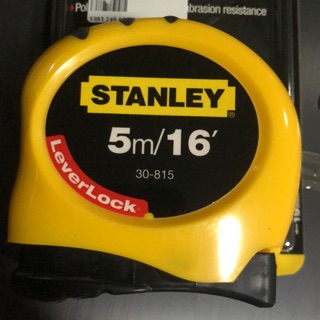 abrasion resistance
STANLEY
®
5m/16′
30-815
LeverLock